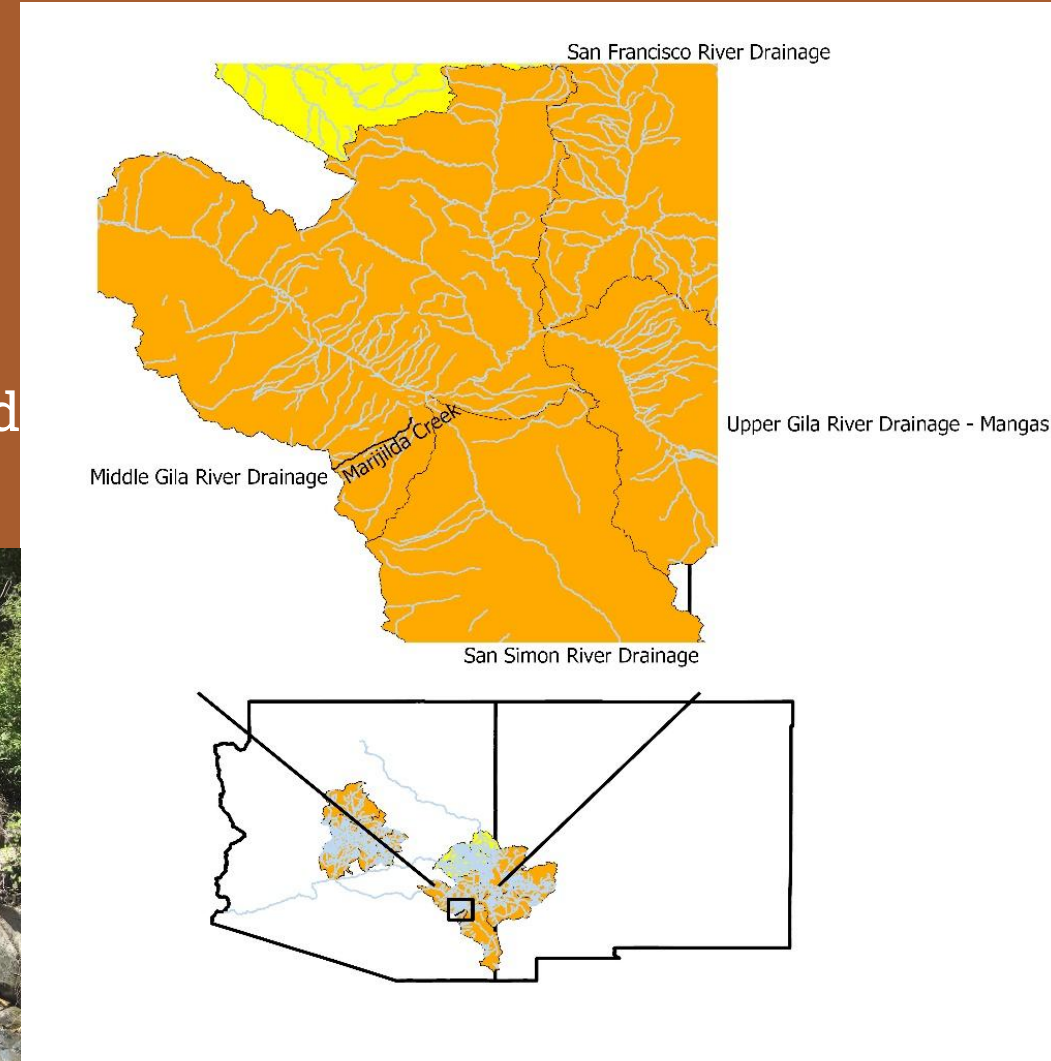 San Francisco River Drainage
d
Upper Gila River Drainage - Mangas
Marijilda Creek
Middle Gila River Drainage
San Simon River Drainage